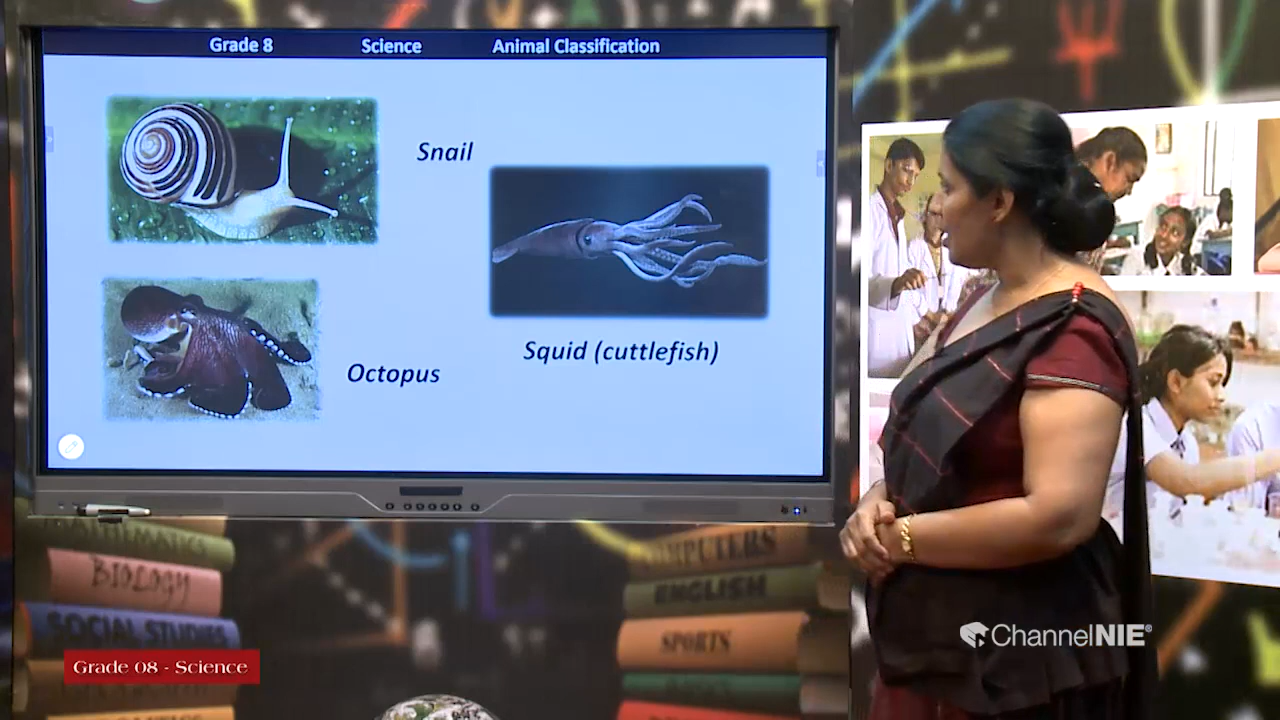 Grade 8 Science Animal Classification
Snail
Squid (cuttlefish)
Octopus
MATHEMATICS
BIOLOGY
SOCIAL STUDIES
COMPUTERS
ENGLISH
SPORTS
ChannelNIE®
Grade 08 - Science